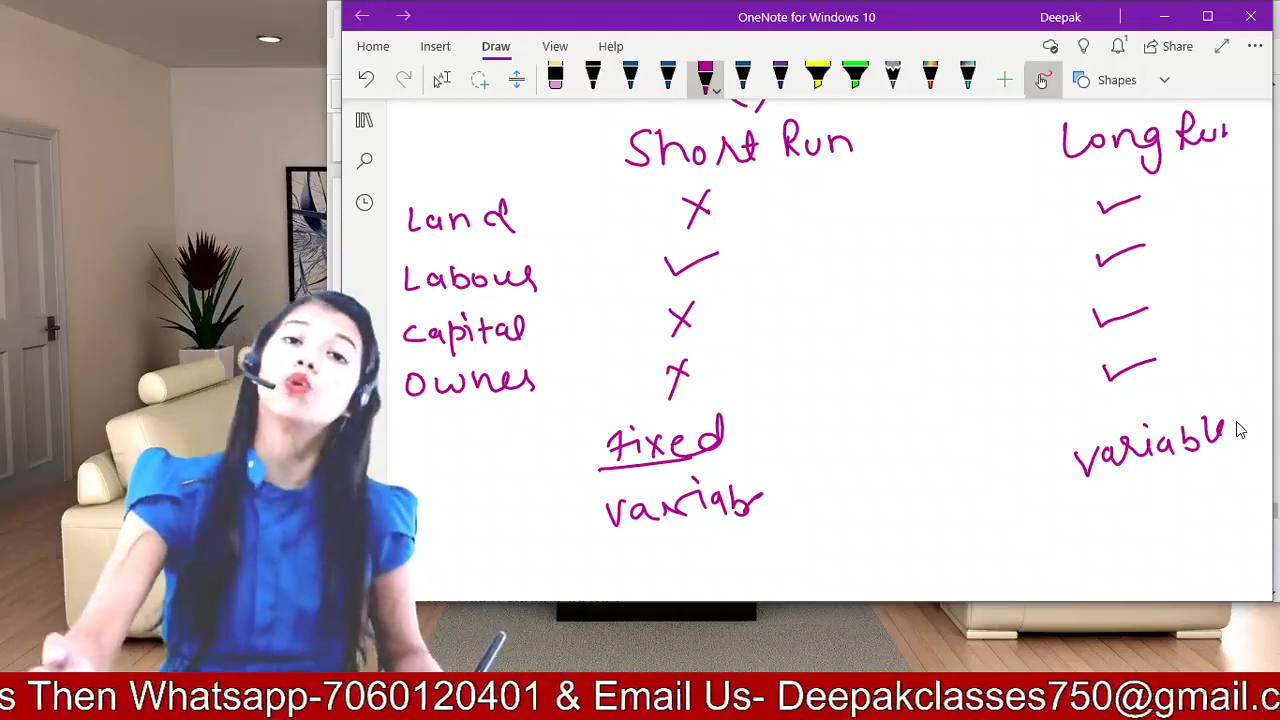 OneNote for Windows 10
Deepak
Home Insert Draw View Help
Share
Shapes
Short Run Long Run
Land
Labour
Capital
Owner
Fixed variable
variab
s Then Whatsapp-7060120401 & Email Us- Deepakclasses750@gmail.c